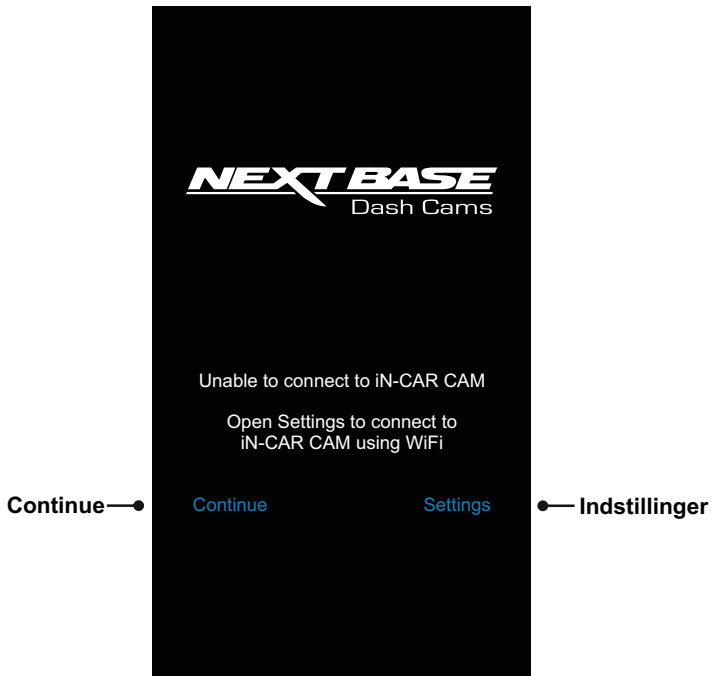 NEXTBASE
Dash Cams
Unable to connect to iN-CAR CAM
Open Settings to connect to
iN-CAR CAM using WiFi
Continue
Continue
Settings
Indstillinger